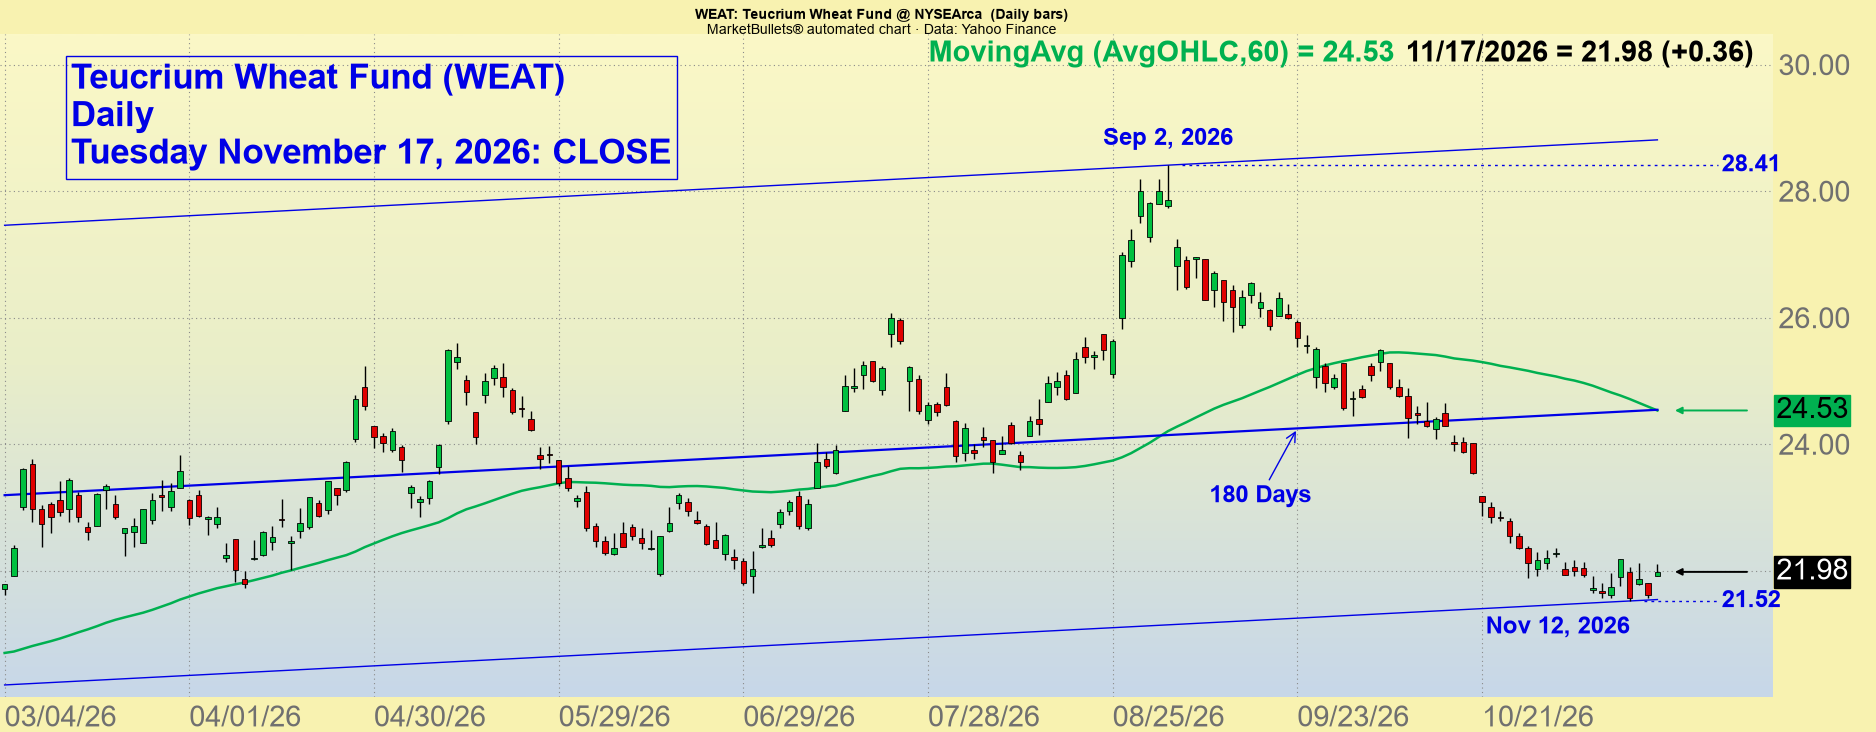 WEAT: Teucrium Wheat Fund @ NYSEArca  (Daily bars)
MarketBullets® automated chart · Data: Yahoo Finance
MovingAvg (AvgOHLC,60) = 24.53 11/17/2026 = 21.98 (+0.36)
30.00
Teucrium Wheat Fund (WEAT)
Daily
Tuesday November 17, 2026: CLOSE
Sep 2, 2026
28.41
28.00
26.00
24.53
24.00
180 Days
21.98
21.52
Nov 12, 2026
03/04/26 04/01/26 04/30/26 05/29/26 06/29/26 07/28/26 08/25/26 09/23/26 10/21/26